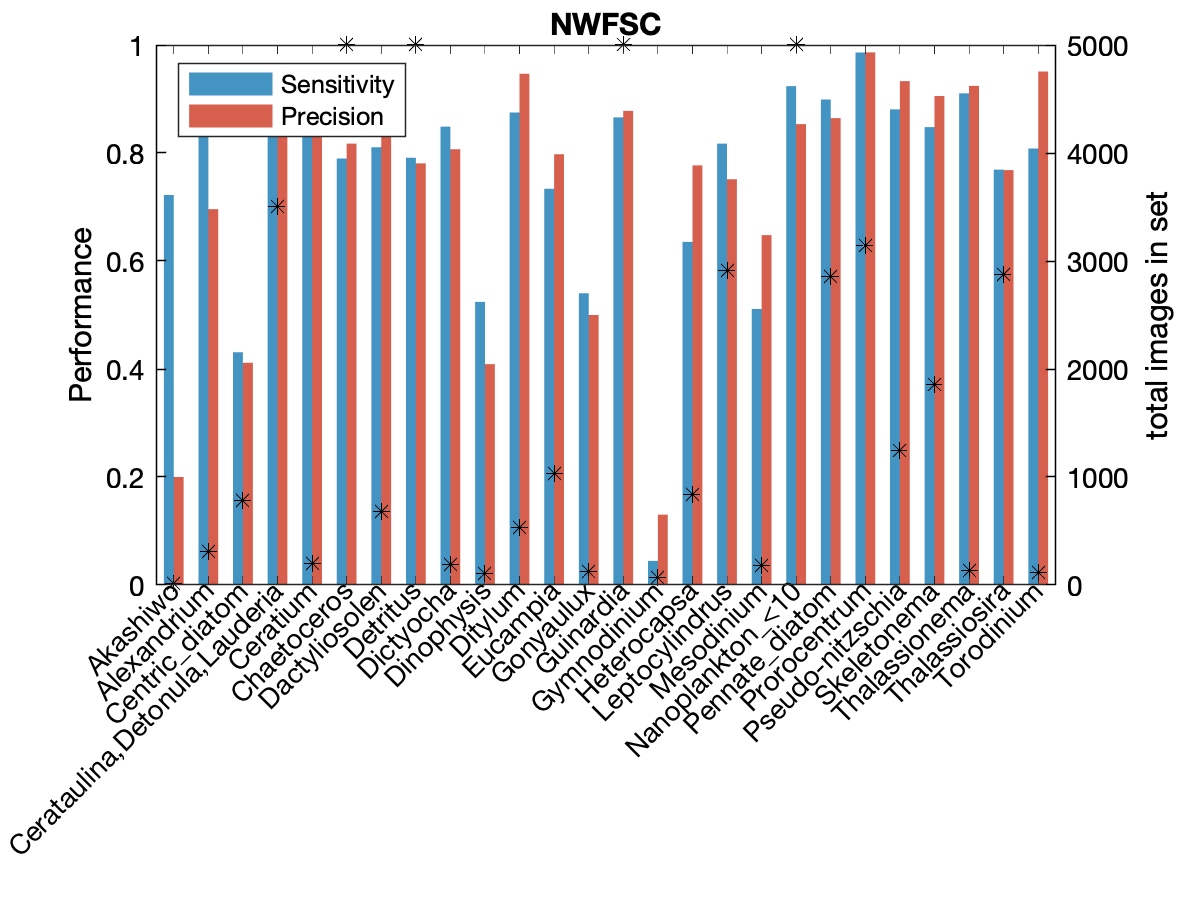 NWFSC
Sensitivity
Precision
Performance
0
0.2
0.4
0.6
0.8
1
total images in set
0
1000
2000
3000
4000
5000
Akashiwo
Alexandrium
Centric_diatom
Cerataulina, Detonula, Lauderia
Ceratium
Chaetoceros
Dactyliosolen
Detritus
Dictyocha
Dinophysis
Ditylum
Eucampia
Gonyaulux
Guinardia
Gymnodinium
Heterocapsa
Leptocylindrus
Mesodinium
Nanoplankton_<10
Pennate_diatom
Prorocentrum
Pseudo-nitzschia
Skeletonema
Thalassionema
Thalassiosira
Torodinium